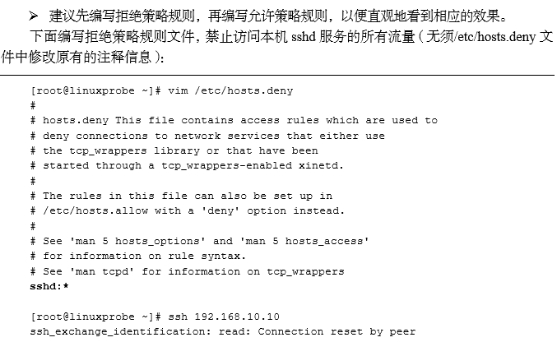 ➢ 建议先编写拒绝策略规则，再编写允许策略规则，以便直观地看到相应的效果。
下面编写拒绝策略规则文件，禁止访问本机 sshd 服务的所有流量（无须/etc/hosts.deny 文
件中修改原有的注释信息）：
[root@linuxprobe ~]# vim /etc/hosts.deny
#
# hosts.deny This file contains access rules which are used to
# deny connections to network services that either use
# the tcp_wrappers library or that have been
# started through a tcp_wrappers-enabled xinetd.
#
# The rules in this file can also be set up in
# /etc/hosts.allow with a 'deny' option instead.
#
# See 'man 5 hosts_options' and 'man 5 hosts_access'
# for information on rule syntax.
# See 'man tcpd' for information on tcp_wrappers
sshd:*
[root@linuxprobe ~]# ssh 192.168.10.10
ssh_exchange_identification: read: Connection reset by peer